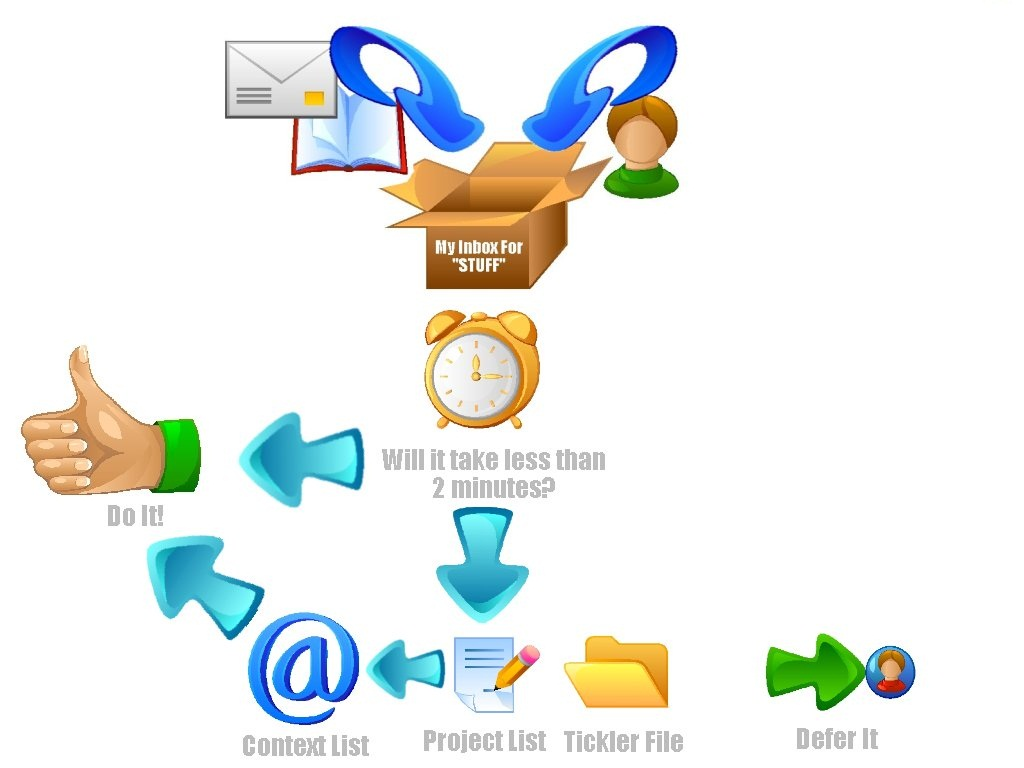 My Inbox For
"STUFF"
Will it take less than
2 minutes?
Do It!
@
Context List
Project List
Tickler File
Defer It